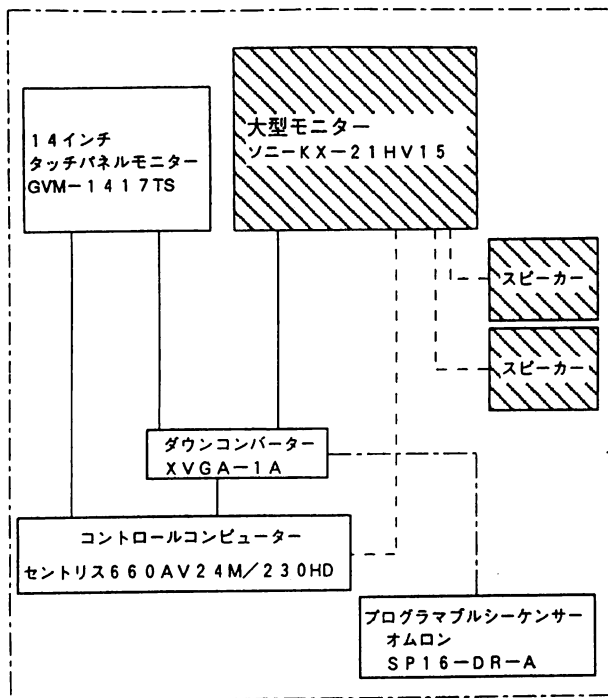 14インチ
タッチパネルモニター
GVM－1417TS
大型モニター
ソニーKX－21HV15
スピーカー
スピーカー
ダウンコンバーター
XVGA－1A
コントロールコンピューター
セントリス660AV24M／230HD
プログラマブルシーケンサー
オムロン
SP16－DR－A